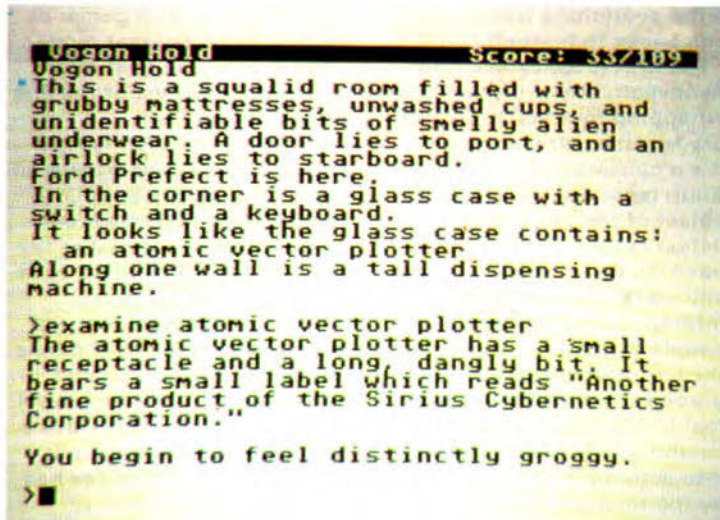 Vogon Hold Score: 33/109
Vogon Hold
This is a squalid room filled with
grubby mattresses, unwashed cups, and
unidentifiable bits of smelly alien
underwear. A door lies to port, and an
airlock lies to starboard.
Ford Prefect is here.
In the corner is a glass case with a
switch and a keyboard.
It looks like the glass case contains:
an atomic vector plotter
Along one wall is a tall dispensing
machine.
>examine atomic vector plotter
The atomic vector plotter has a small
receptacle and a long, dangly bit. It
bears a small label which reads "Another
fine product of the Sirius Cybernetics
Corporation."
You begin to feel distinctly groggy.
>